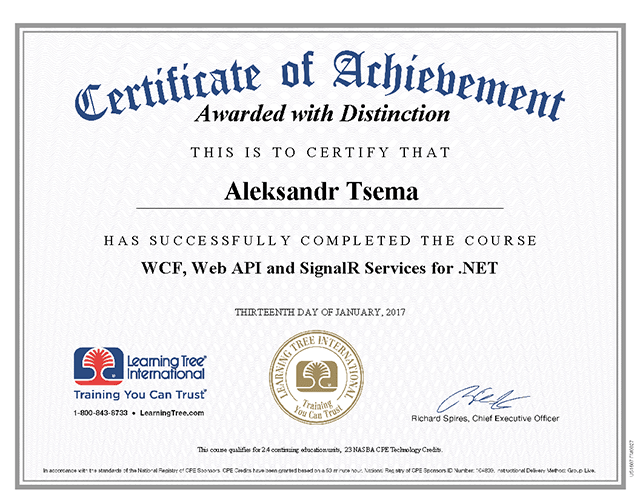 Certificate of Achievement
Awarded with Distinction
THIS IS TO CERTIFY THAT
Aleksandr Tsema
HAS SUCCESSFULLY COMPLETED THE COURSE
WCF, Web API and SignalR Services for .NET
THIRTEENTH DAY OF JANUARY, 2017
Learning Tree®
International
Training You Can Trust®
1-800-843-8733 • LearningTree.com
LEARNING TREE INTERNATIONAL
Training
You Can Trust
Richard Spires, Chief Executive Officer
This course qualifies for 2.4 continuing education units, 23 NASBA CPE Technology Credits.
In accordance with the standards of the National Registry of CPE Sponsors. CPE Credits have been granted based on a 50 minute hour. National Registry of CPE Sponsors ID Number: Instructional Delivery Method: Group-Live.